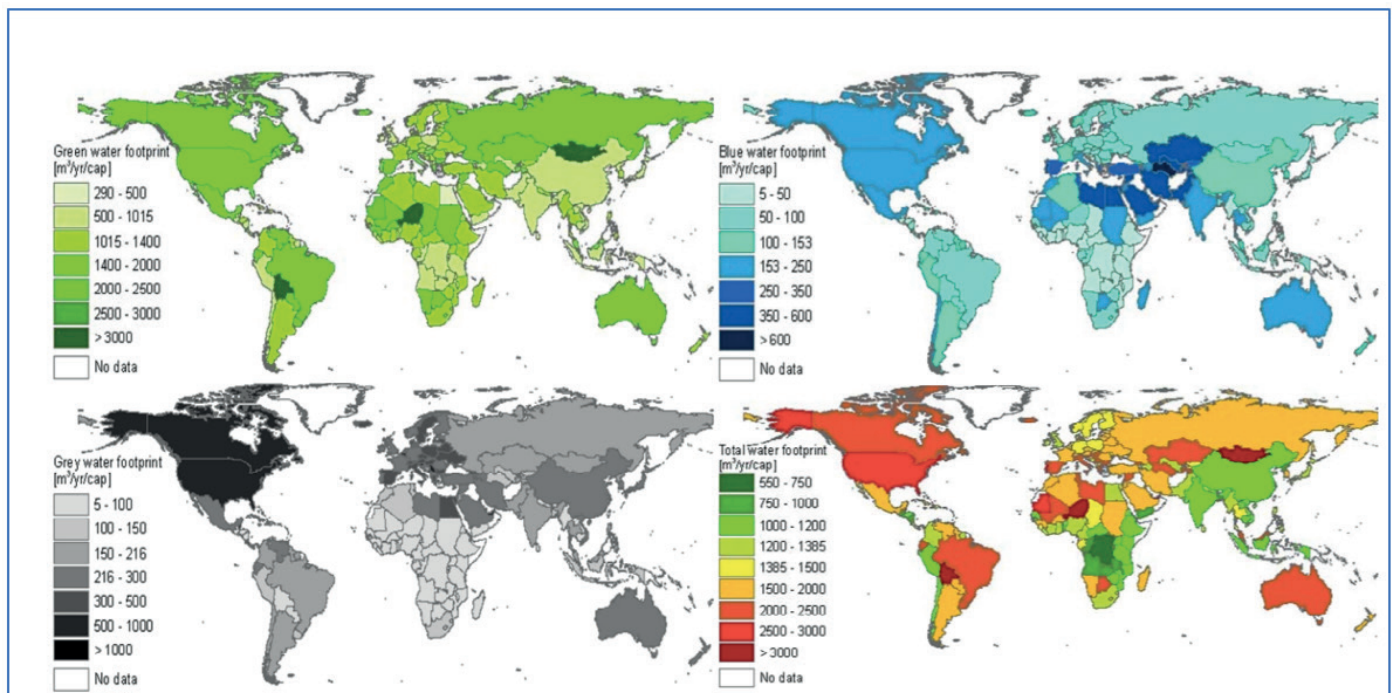 Green water footprint
[m³/yr/cap]
290 - 500
500 - 1015
1015 - 1400
1400 - 2000
2000 - 2500
2500 - 3000
> 3000
No data
Blue water footprint
[m³/yr/cap]
5 - 50
50 - 100
100 - 153
153 - 250
250 - 350
350 - 600
> 600
No data
Grey water footprint
[m³/yr/cap]
5 - 100
100 - 150
150 - 216
216 - 300
300 - 500
500 - 1000
> 1000
No data
Total water footprint
[m³/yr/cap]
550 - 750
750 - 1000
1000 - 1200
1200 - 1385
1385 - 1500
1500 - 2000
2000 - 2500
2500 - 3000
> 3000
No data